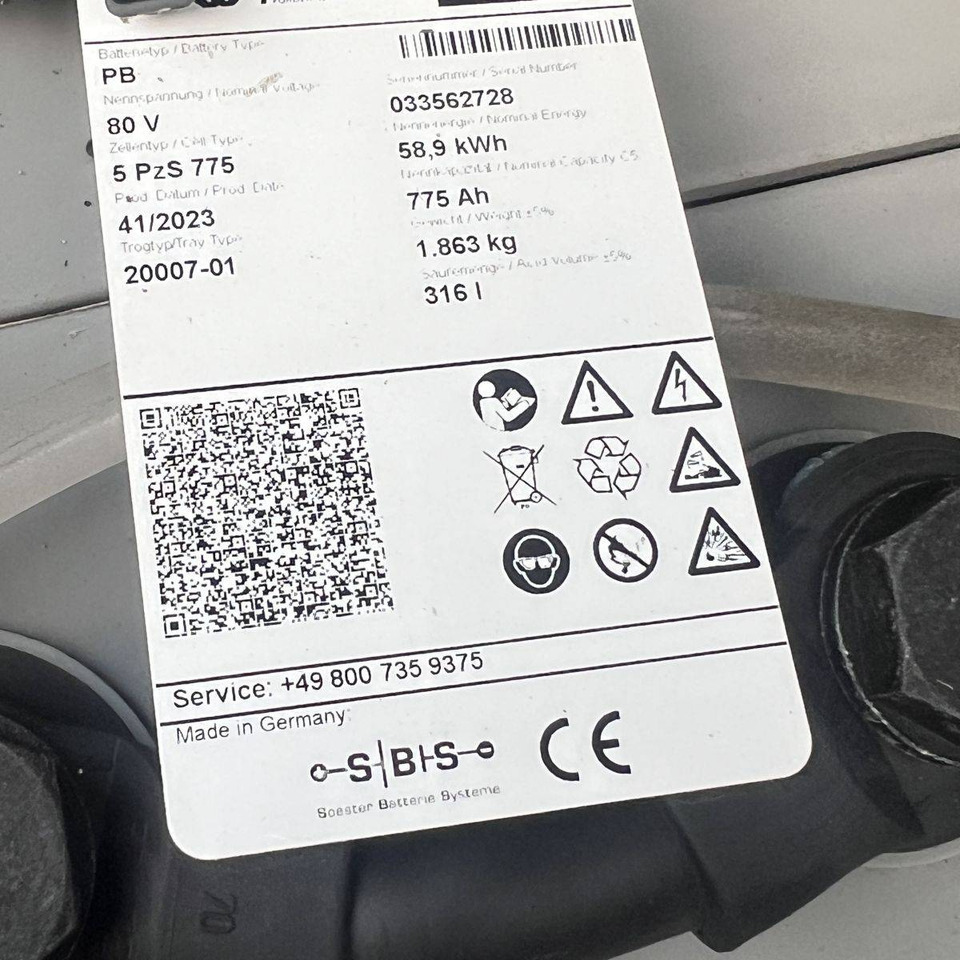 Batterietyp / Battery Type
PB
Nennspannung / Nominal Voltage
80 V
Zellentyp / Cell Type
5 PzS 775
Prod Datum / Prod Date
41/2023
Trogtyp/Tray Type
20007-01
Seriennummer / Serial Number
033562728
Nennenergie / Nominal Energy
58,9 kWh
Nennkapazität / Nominal Capacity C5
775 Ah
Gewicht / Weight ±5%
1.863 kg
Säuremenge / Acid Volume ±5%
316 l
Service: +49 800 735 9375
Made in Germany:
S B S
CE
Soester Batterie Systeme
70